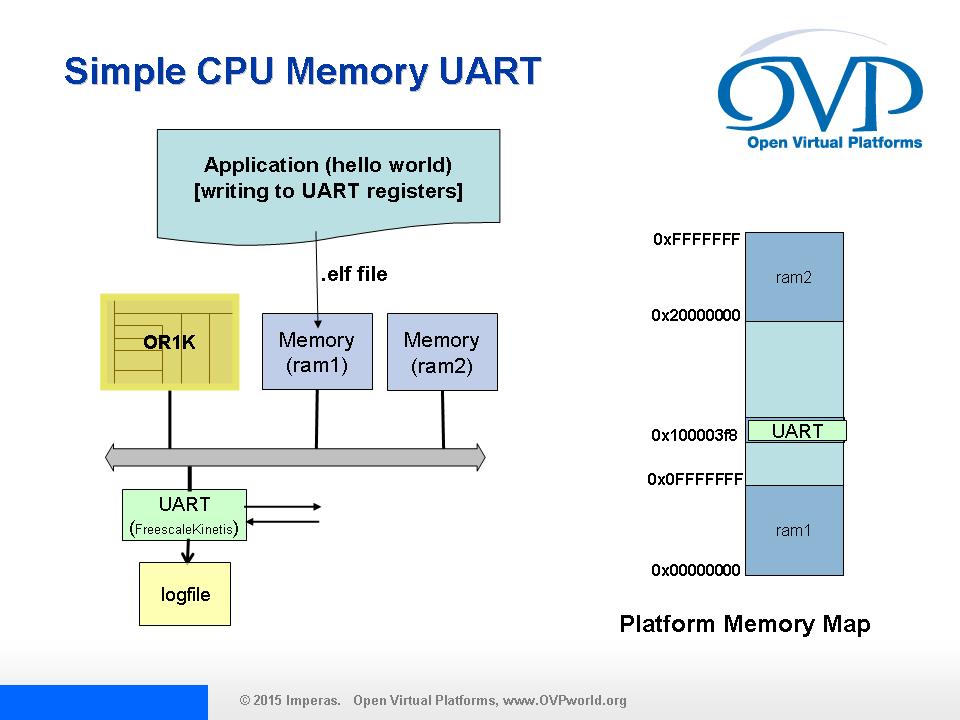 Simple CPU Memory UART
OVP
Open Virtual Platforms
Application (hello world)
[writing to UART registers]
.elf file
OR1K
Memory
(ram1)
Memory
(ram2)
UART
(FreescaleKinetis)
logfile
0xFFFFFFF
ram2
0x20000000
0x100003f8
UART
0x0FFFFFFF
ram1
0x00000000
Platform Memory Map
© 2015 Imperas. Open Virtual Platforms, www.OVPworld.org